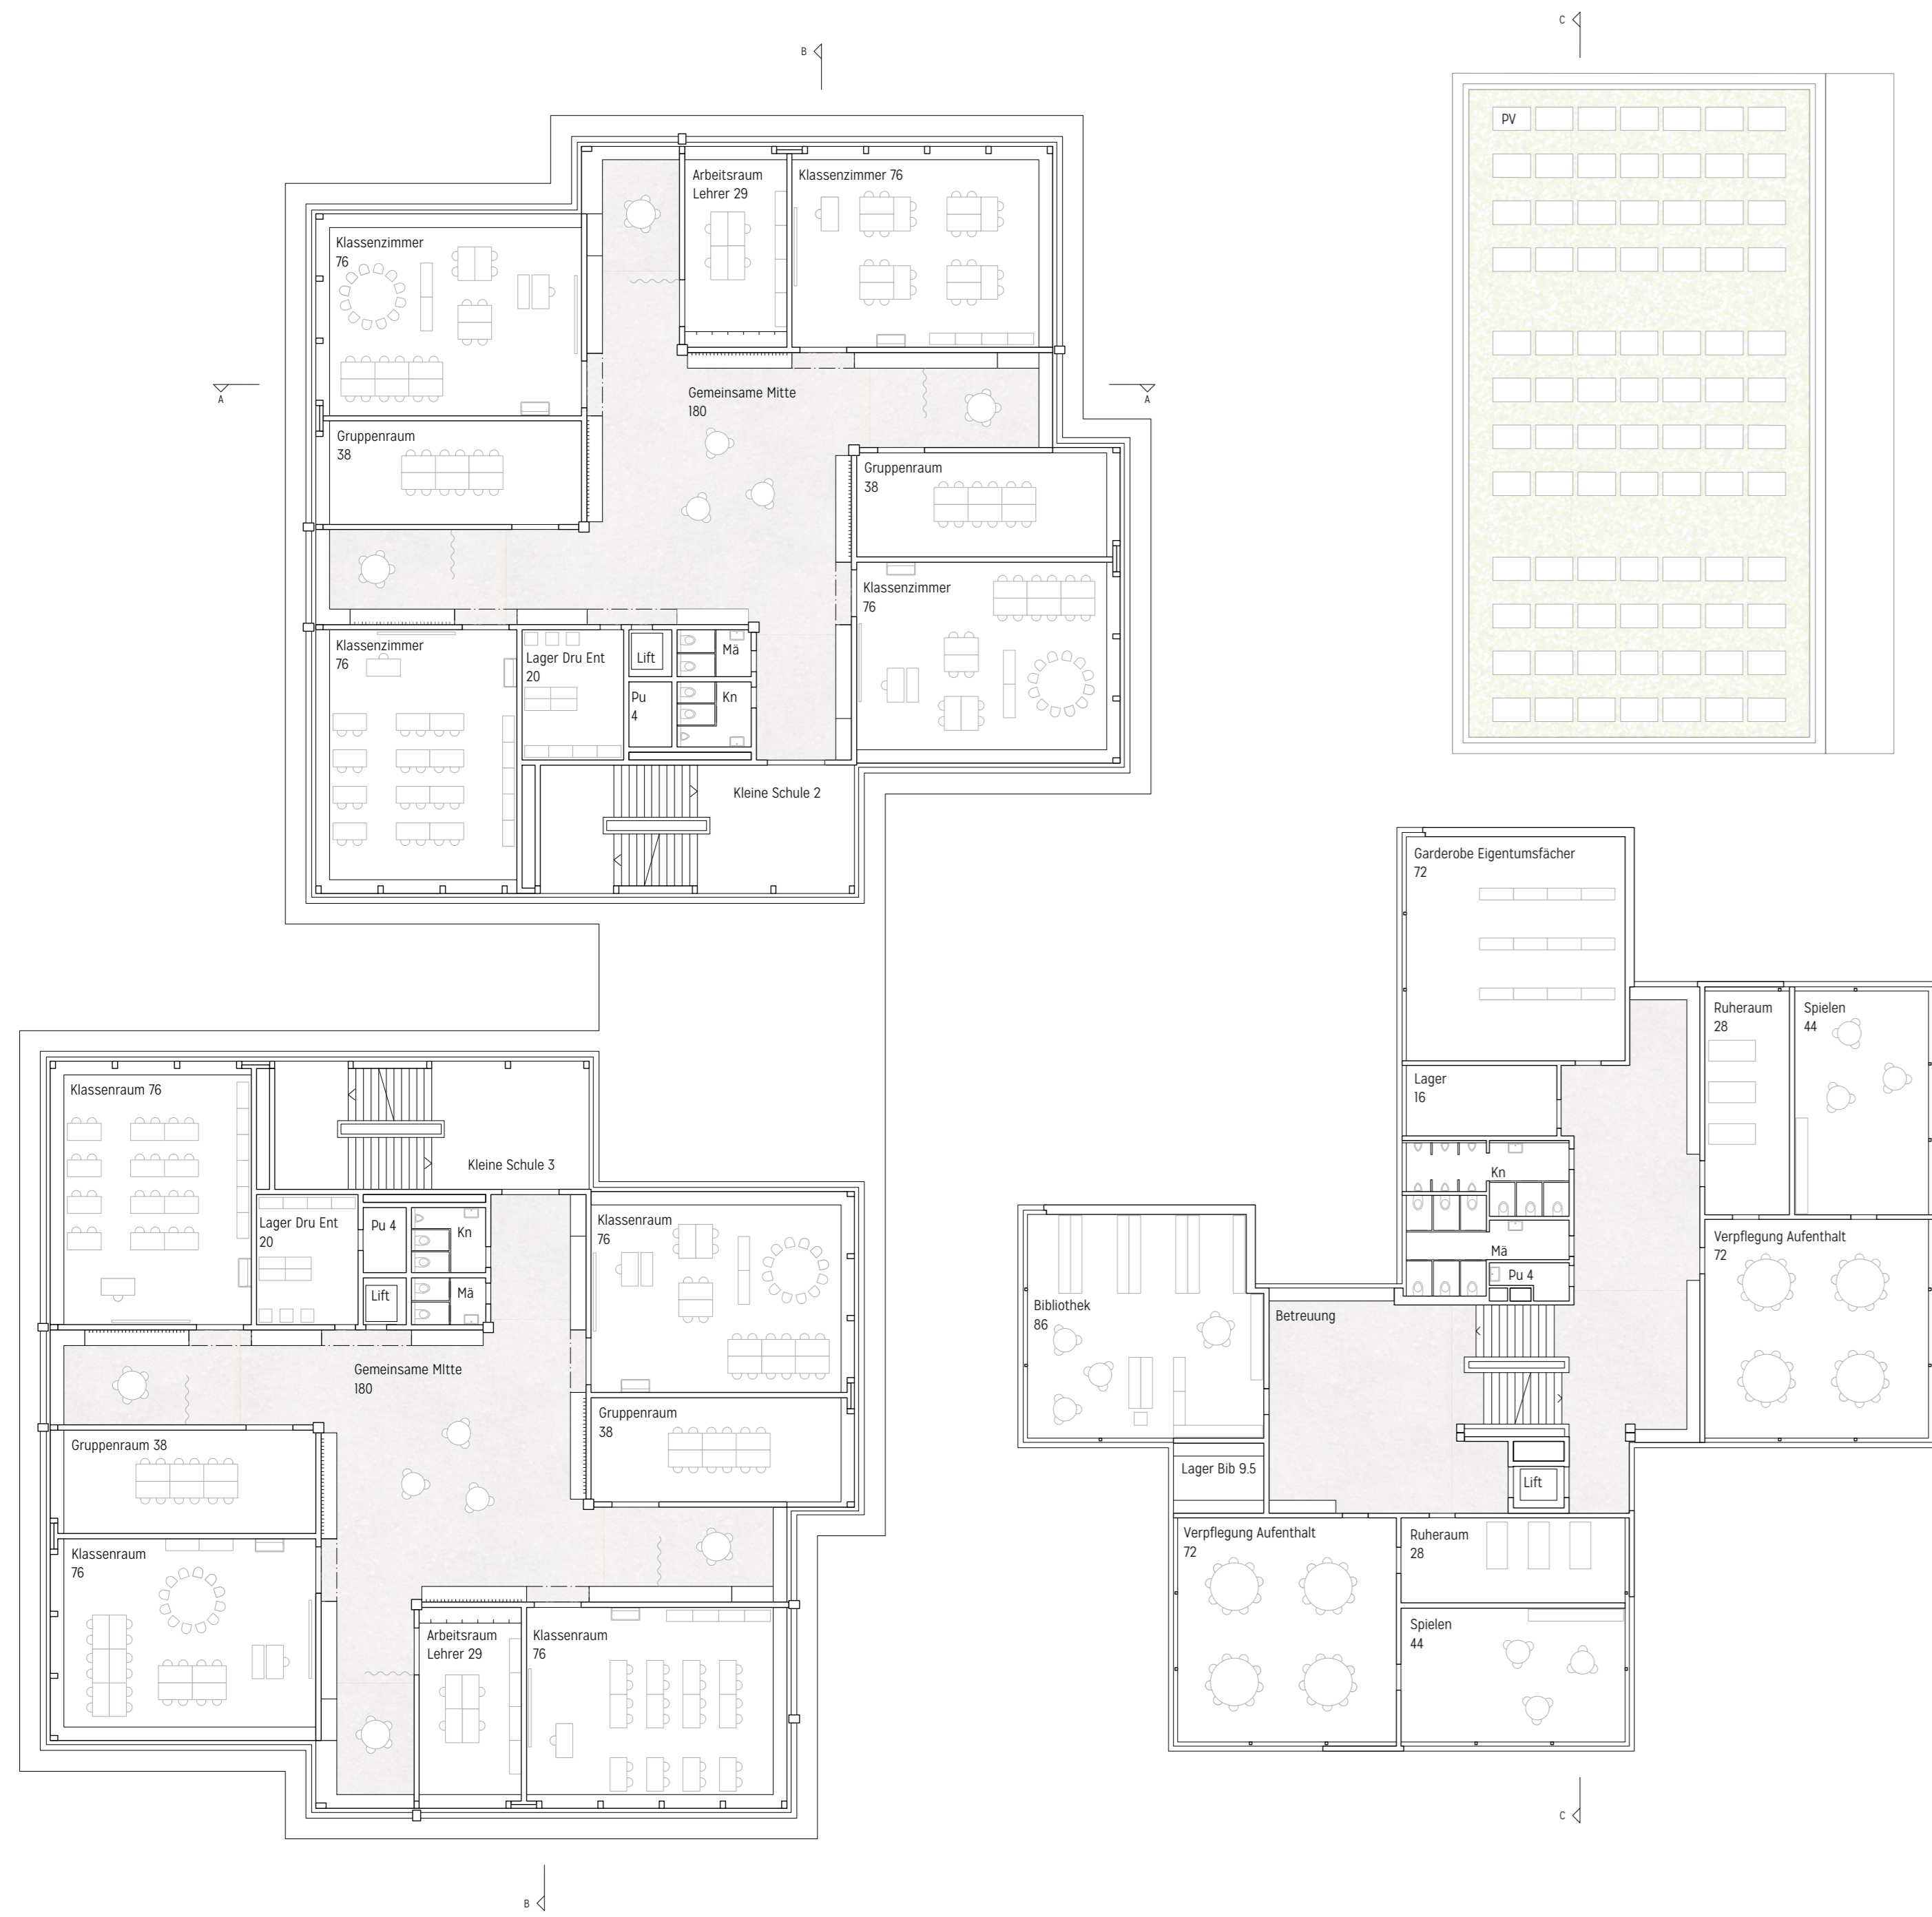 C
B
PV
Arbeitsraum
Lehrer 29
Klassenzimmer 76
Klassenzimmer
76
A
Gemeinsame Mitte
180
A
Gruppenraum
38
Gruppenraum
38
Klassenzimmer
76
Klassenzimmer
76
Lager Dru Ent
20
Lift
Mä
Pu
4
Kn
Kleine Schule 2
Garderobe Eigentumsfächer
72
Ruheraum
28
Spielen
44
Lager
16
Kn
Mä
Pu 4
Verpflegung Aufenthalt
72
Bibliothek
86
Betreuung
Lager Bib 9.5
Lift
Verpflegung Aufenthalt
72
Ruheraum
28
Spielen
44
C
Klassenraum 76
Kleine Schule 3
Lager Dru Ent
20
Pu 4
Kn
Lift
Mä
Klassenraum
76
Gemeinsame MItte
180
Gruppenraum
38
Gruppenraum 38
Klassenraum
76
Arbeitsraum
Lehrer 29
Klassenraum
76
B